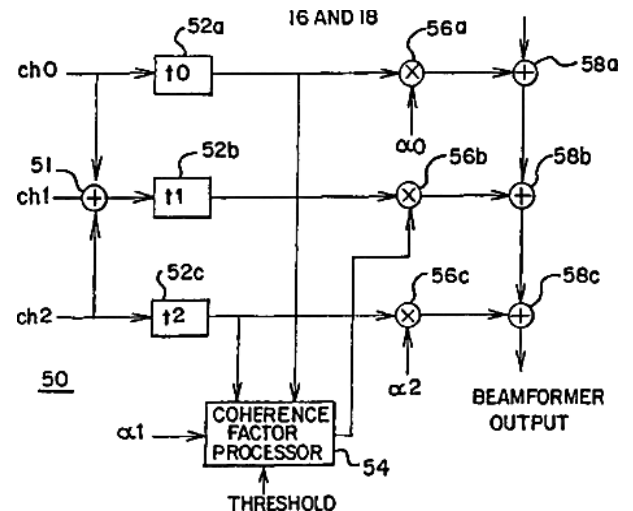 16 AND 18
52a
56a
58a
ch0
t0
α0
51
52b
56b
58b
ch1
t1
52c
56c
58c
ch2
t2
α2
50
BEAMFORMER
OUTPUT
COHERENCE
FACTOR
PROCESSOR
α1
54
THRESHOLD